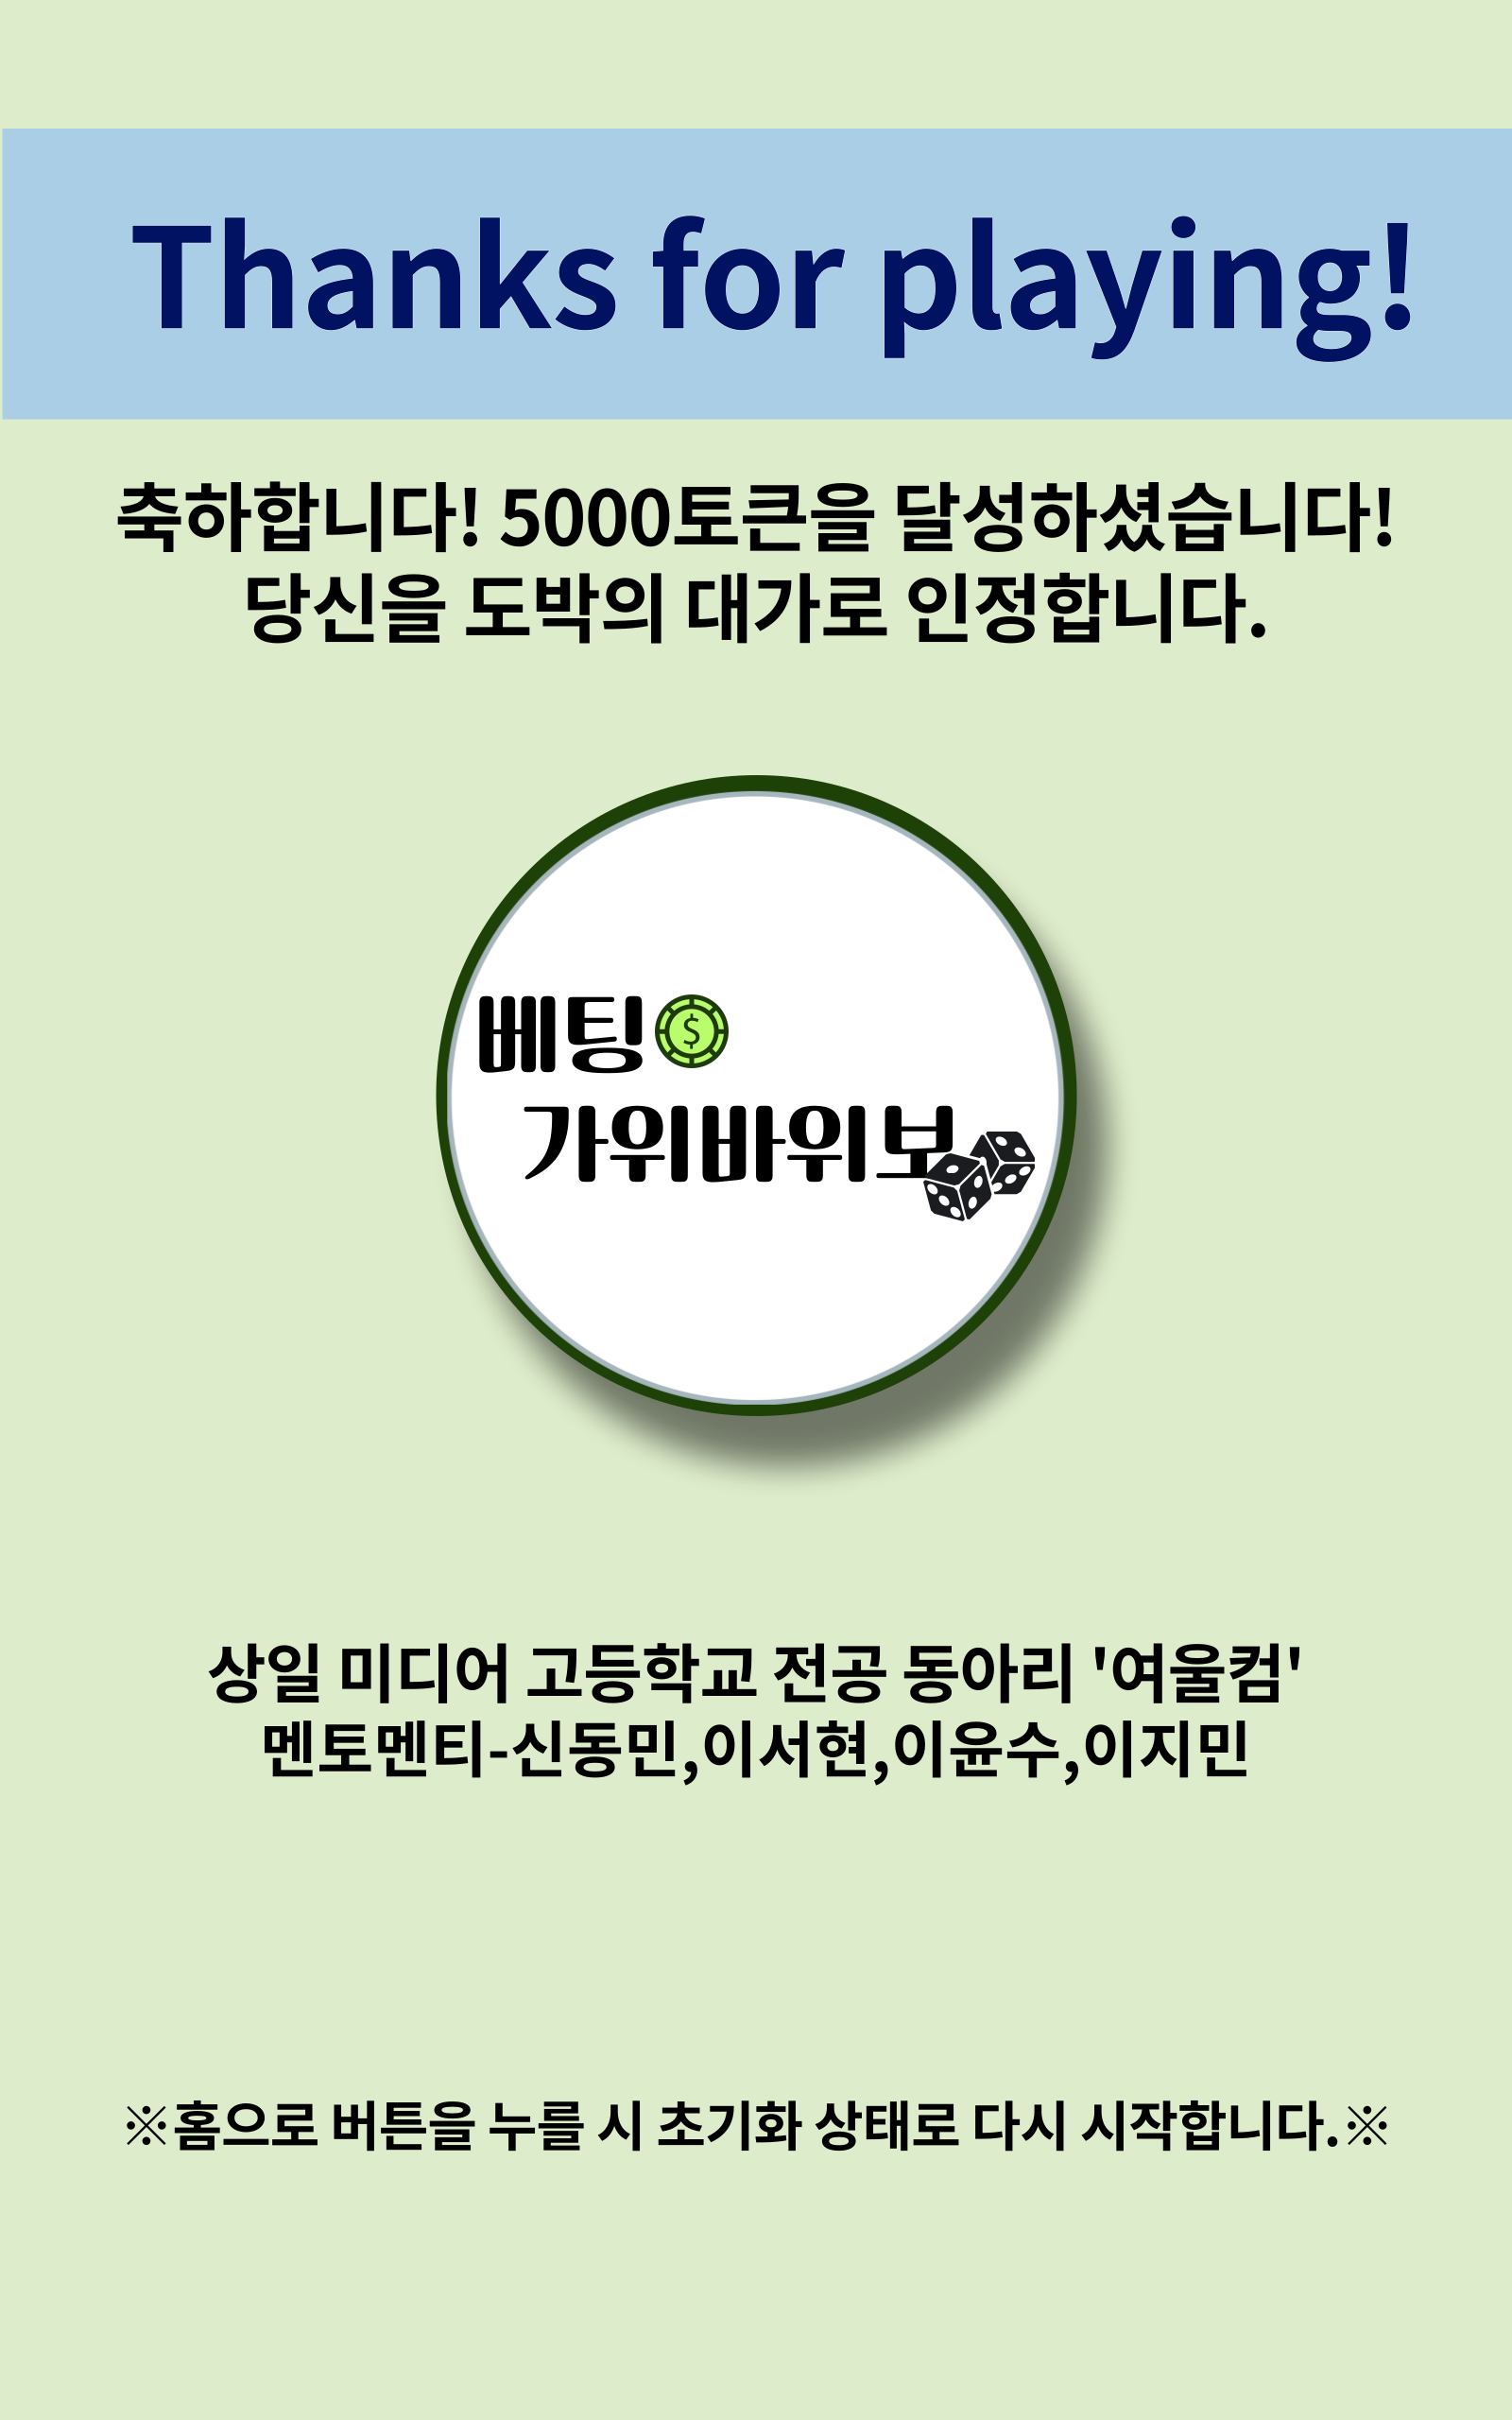 Thanks for playing!
축하합니다! 5000토큰을 달성하셨습니다!
당신을 도박의 대가로 인정합니다.
베팅
$
가위바위보
상일 미디어 고등학교 전공 동아리 '여울컴'
멘토멘티-신동민,이서현,이윤수,이지민
※홈으로 버튼을 누를 시 초기화 상태로 다시 시작합니다.※